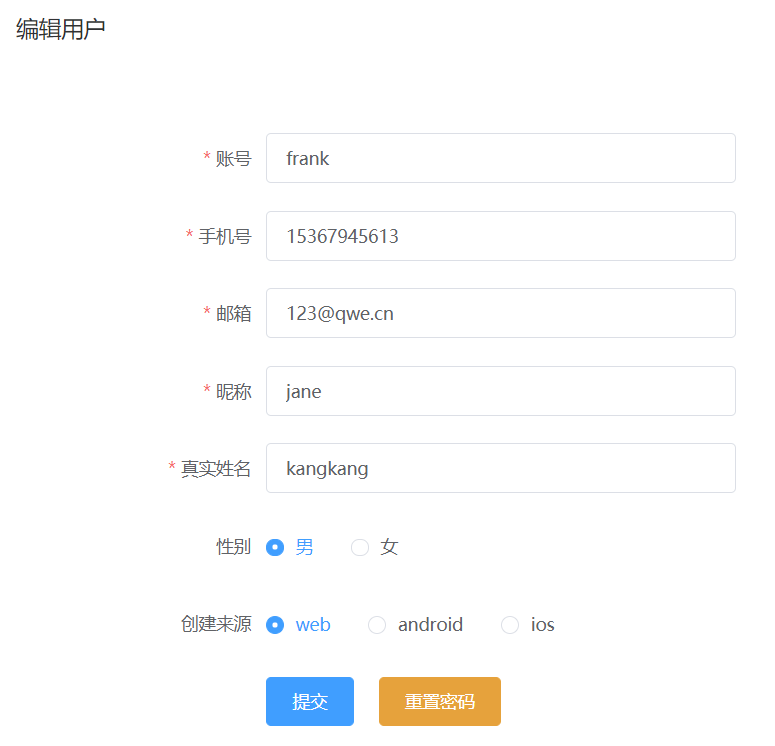 编辑用户
* 账号 frank
* 手机号 15367945613
* 邮箱 123@qwe.cn
* 昵称 jane
* 真实姓名 kangkang
性别 男 女
创建来源 web android ios
提交 重置密码